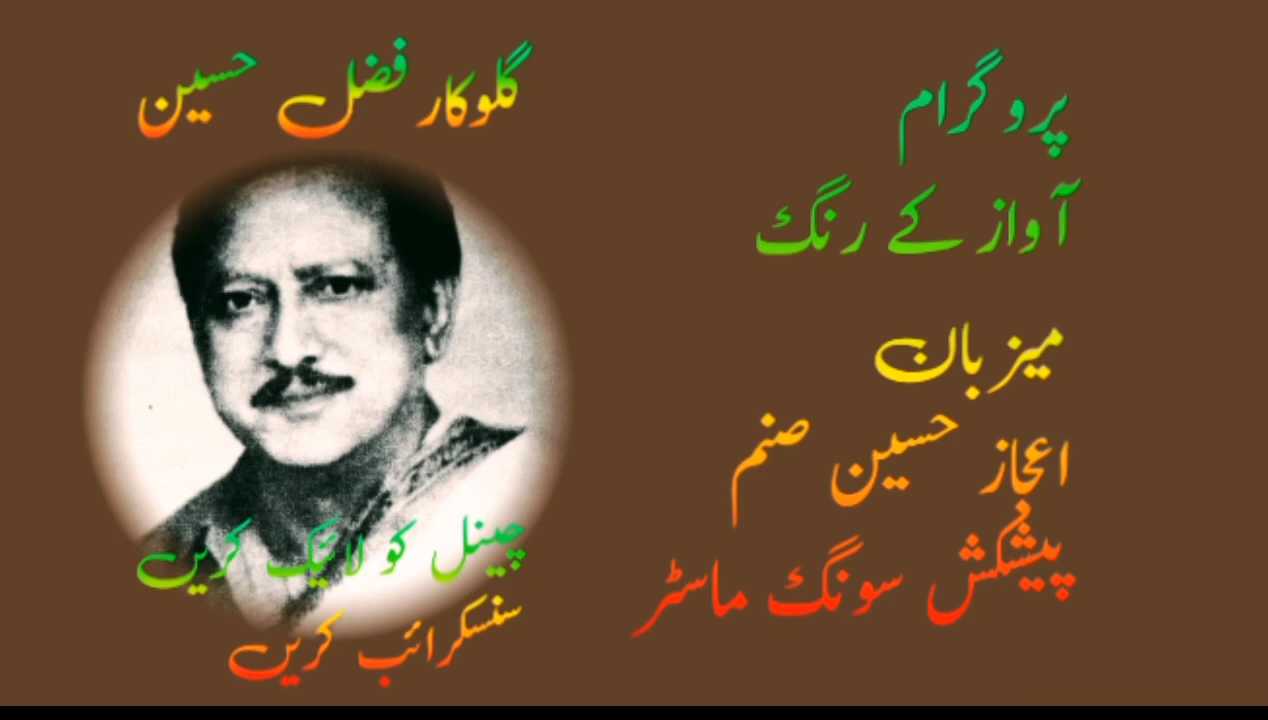 گلوکار فضل حسین
پروگرام
آواز کے رنگ
میزبان
اعجاز حسین صنم
پیشکش سونگ ماسٹر
چینل کو لائیک کریں
سنسکرائب کریں